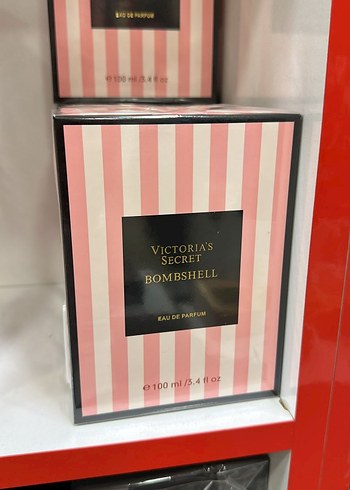 EAU DE PARFUM
℮ 100 ml /3.4 fl oz
VICTORIA'S
SECRET
BOMBSHELL
EAU DE PARFUM
℮ 100 ml /3.4 fl oz